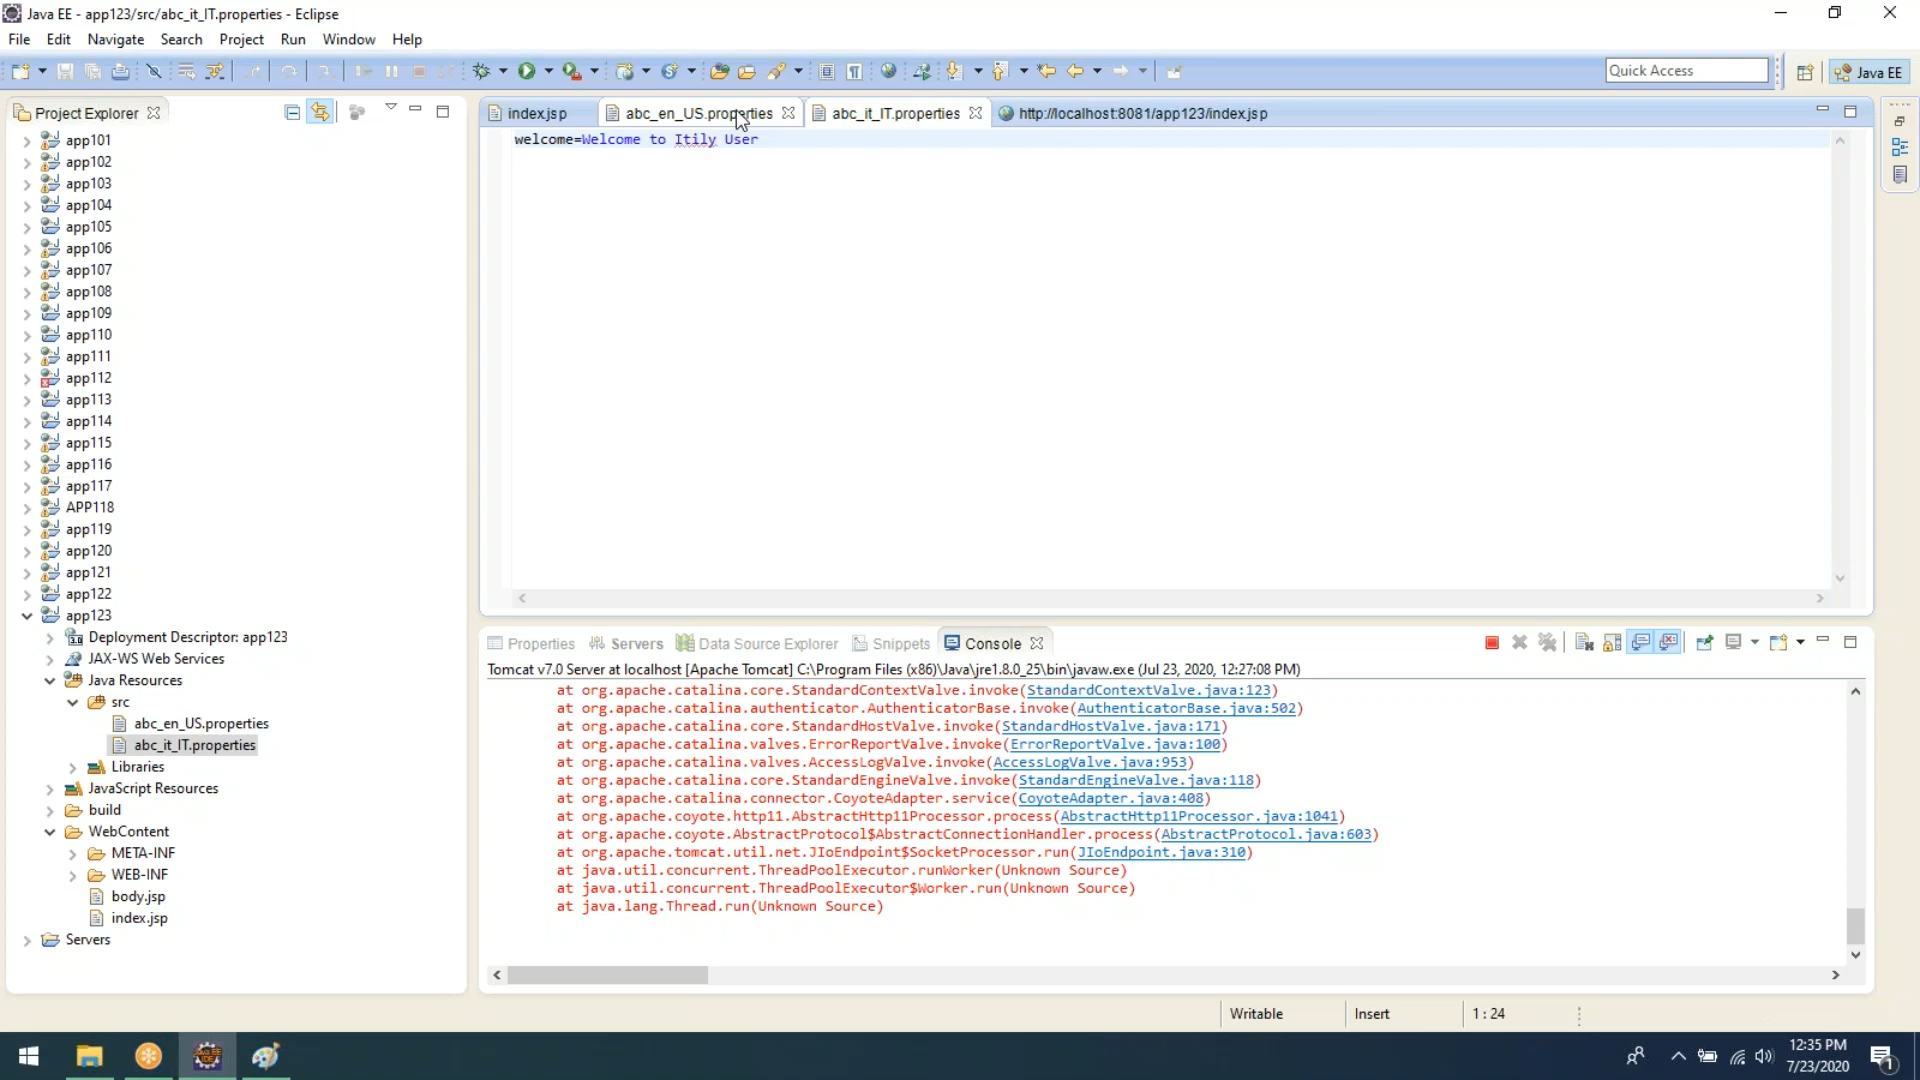 Java EE - app123/src/abc_it_IT.properties - Eclipse
File Edit Navigate Search Project Run Window Help
Quick Access
Java EE
Project Explorer
index.jsp
abc_en_US.properties
abc_it_IT.properties
http://localhost:8081/app123/index.jsp
welcome=Welcome to Itily User
app101
app102
app103
app104
app105
app106
app107
app108
app109
app110
app111
app112
app113
app114
app115
app116
app117
APP118
app119
app120
app121
app122
app123
Deployment Descriptor: app123
JAX-WS Web Services
Java Resources
src
abc_en_US.properties
abc_it_IT.properties
Libraries
JavaScript Resources
build
WebContent
META-INF
WEB-INF
body.jsp
index.jsp
Servers
Properties Servers Data Source Explorer Snippets Console
Tomcat v7.0 Server at localhost [Apache Tomcat] C:\Program Files (x86)\Java\jre1.8.0_25\bin\javaw.exe (Jul 23, 2020, 12:27:08 PM)
at org.apache.catalina.core.StandardContextValve.invoke(StandardContextValve.java:123)
at org.apache.catalina.authenticator.AuthenticatorBase.invoke(AuthenticatorBase.java:502)
at org.apache.catalina.core.StandardHostValve.invoke(StandardHostValve.java:171)
at org.apache.catalina.valves.ErrorReportValve.invoke(ErrorReportValve.java:100)
at org.apache.catalina.valves.AccessLogValve.invoke(AccessLogValve.java:953)
at org.apache.catalina.core.StandardEngineValve.invoke(StandardEngineValve.java:118)
at org.apache.catalina.connector.CoyoteAdapter.service(CoyoteAdapter.java:408)
at org.apache.coyote.http11.AbstractHttp11Processor.process(AbstractHttp11Processor.java:1041)
at org.apache.coyote.AbstractProtocol$AbstractConnectionHandler.process(AbstractProtocol.java:603)
at org.apache.tomcat.util.net.JIoEndpoint$SocketProcessor.run(JIoEndpoint.java:310)
at java.util.concurrent.ThreadPoolExecutor.runWorker(Unknown Source)
at java.util.concurrent.ThreadPoolExecutor$Worker.run(Unknown Source)
at java.lang.Thread.run(Unknown Source)
Writable Insert 1 : 24
12:35 PM
7/23/2020
1